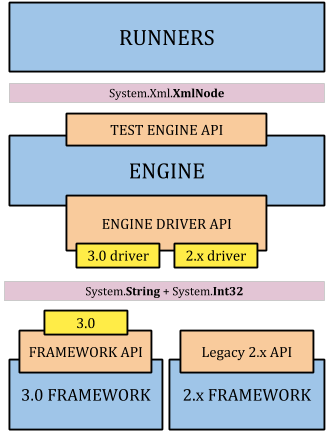 RUNNERS
System.Xml.XmlNode
TEST ENGINE API
ENGINE
ENGINE DRIVER API
3.0 driver
2.x driver
System.String + System.Int32
3.0
FRAMEWORK API
Legacy 2.x API
3.0 FRAMEWORK
2.x FRAMEWORK